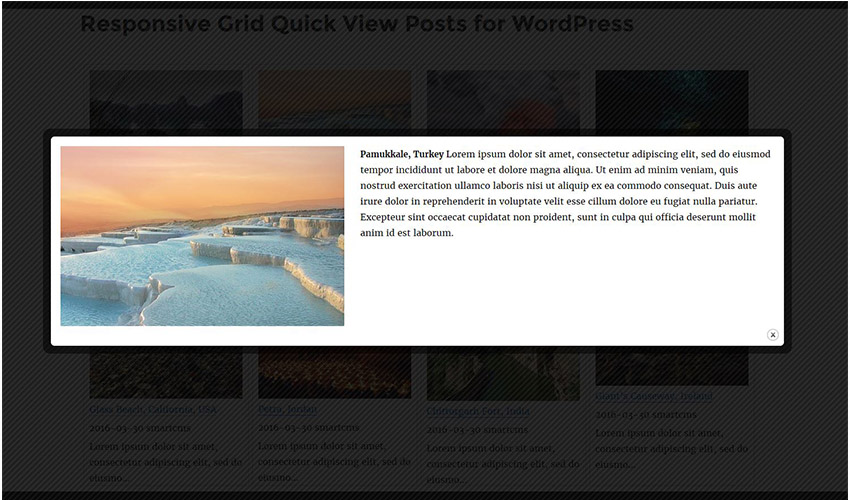 Responsive Grid Quick View Posts for WordPress
Pamukkale, Turkey Lorem ipsum dolor sit amet, consectetur adipiscing elit, sed do eiusmod
tempor incididunt ut labore et dolore magna aliqua. Ut enim ad minim veniam, quis
nostrud exercitation ullamco laboris nisi ut aliquip ex ea commodo consequat. Duis aute
irure dolor in reprehenderit in voluptate velit esse cillum dolore eu fugiat nulla pariatur.
Excepteur sint occaecat cupidatat non proident, sunt in culpa qui officia deserunt mollit
anim id est laborum.
x
Glass Beach, California, USA
2016-03-30 smartcms
Lorem ipsum dolor sit amet,
consectetur adipiscing elit, sed do
eiusmo...
Petra, Jordan
2016-03-30 smartcms
Lorem ipsum dolor sit amet,
consectetur adipiscing elit, sed do
eiusmo...
Chittorgarh Fort, India
2016-03-30 smartcms
Lorem ipsum dolor sit amet,
consectetur adipiscing elit, sed do
eiusmo...
Giant's Causeway, Ireland
2016-03-30 smartcms
Lorem ipsum dolor sit amet,
consectetur adipiscing elit, sed do
eiusmo...